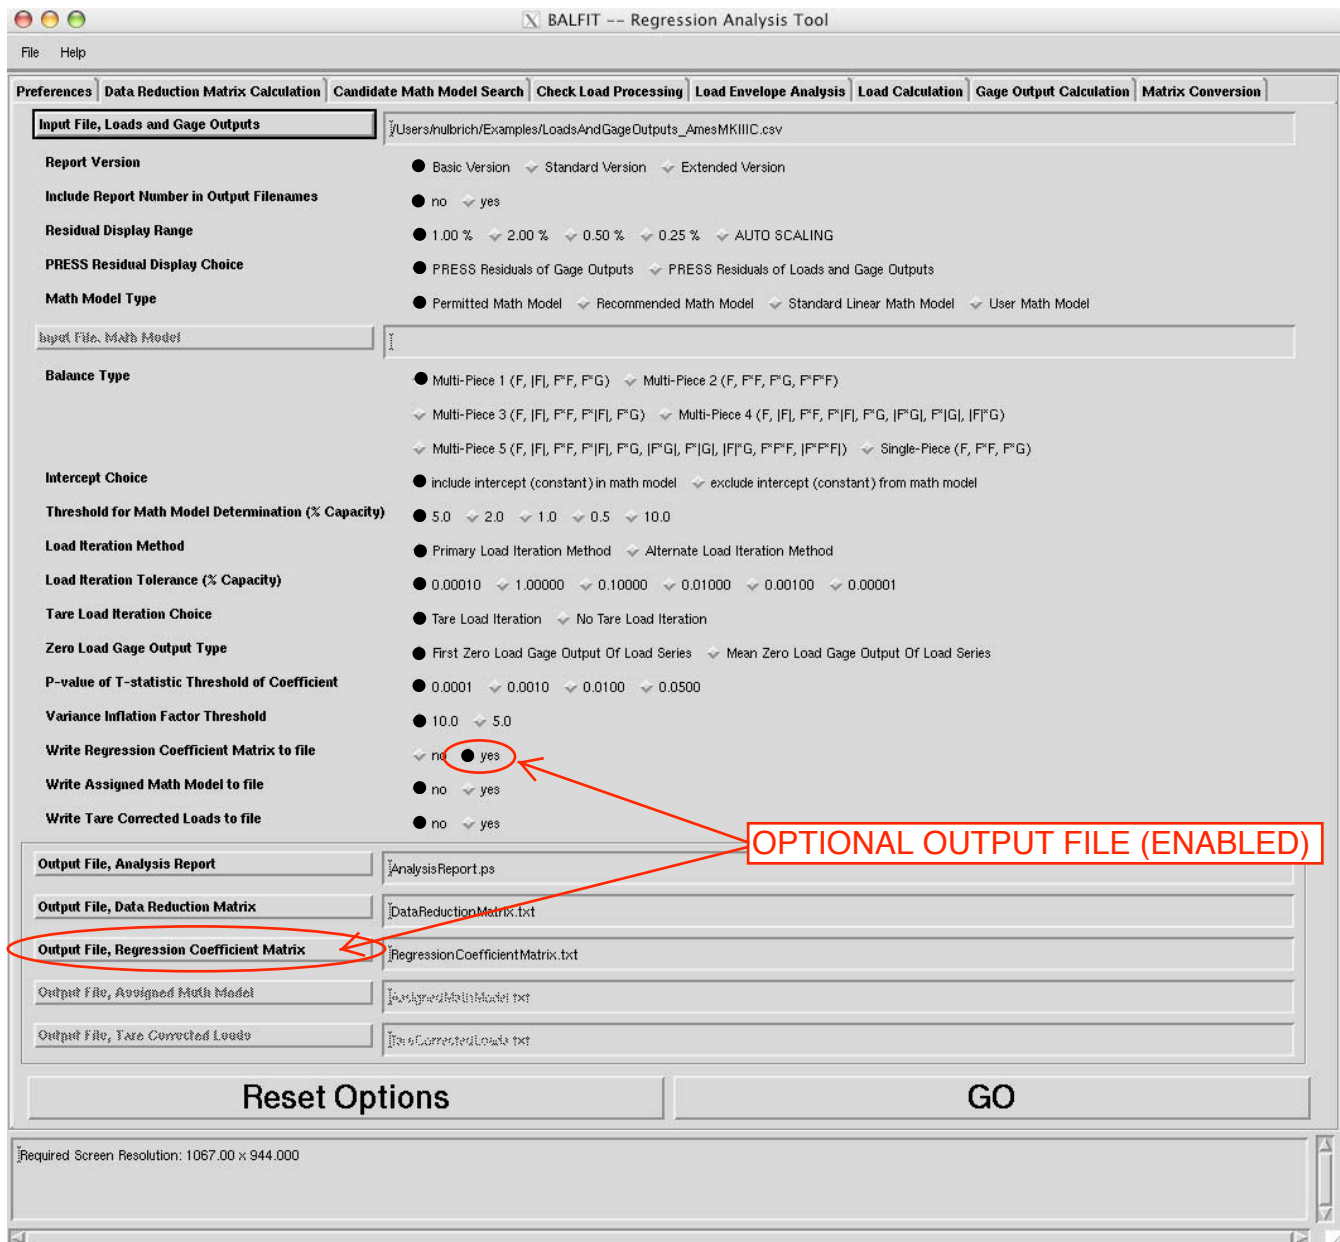 BALFIT -- Regression Analysis Tool
File Help
Preferences Data Reduction Matrix Calculation Candidate Math Model Search Check Load Processing Load Envelope Analysis Load Calculation Gage Output Calculation Matrix Conversion
Input File, Loads and Gage Outputs /Users/nulbrich/Examples/LoadsAndGageOutputs_AmesMKIIIC.csv
Report Version Basic Version Standard Version Extended Version
Include Report Number in Output Filenames no yes
Residual Display Range 1.00 % 2.00 % 0.50 % 0.25 % AUTO SCALING
PRESS Residual Display Choice PRESS Residuals of Gage Outputs PRESS Residuals of Loads and Gage Outputs
Math Model Type Permitted Math Model Recommended Math Model Standard Linear Math Model User Math Model
Input File, Math Model
Balance Type Multi-Piece 1 (F, |F|, F*F, F*G) Multi-Piece 2 (F, F*F, F*G, F*F*F)
Multi-Piece 3 (F, |F|, F*F, F*|F|, F*G) Multi-Piece 4 (F, |F|, F*F, F*|F|, F*G, |F*G|, F*|G|, |F|*G)
Multi-Piece 5 (F, |F|, F*F, F*|F|, F*G, |F*G|, F*|G|, |F|*G, F*F*F, |F*F*F|) Single-Piece (F, F*F, F*G)
Intercept Choice include intercept (constant) in math model exclude intercept (constant) from math model
Threshold for Math Model Determination (% Capacity) 5.0 2.0 1.0 0.5 10.0
Load Iteration Method Primary Load Iteration Method Alternate Load Iteration Method
Load Iteration Tolerance (% Capacity) 0.00010 1.00000 0.10000 0.01000 0.00100 0.00001
Tare Load Iteration Choice Tare Load Iteration No Tare Load Iteration
Zero Load Gage Output Type First Zero Load Gage Output Of Load Series Mean Zero Load Gage Output Of Load Series
P-value of T-statistic Threshold of Coefficient 0.0001 0.0010 0.0100 0.0500
Variance Inflation Factor Threshold 10.0 5.0
Write Regression Coefficient Matrix to file no yes
Write Assigned Math Model to file no yes
Write Tare Corrected Loads to file no yes
OPTIONAL OUTPUT FILE (ENABLED)
Output File, Analysis Report AnalysisReport.ps
Output File, Data Reduction Matrix DataReductionMatrix.txt
Output File, Regression Coefficient Matrix RegressionCoefficientMatrix.txt
Output File, Assigned Math Model AssignedMathModel.txt
Output File, Tare Corrected Loads TareCorrectedLoads.txt
Reset Options GO
Required Screen Resolution: 1067.00 x 944.000